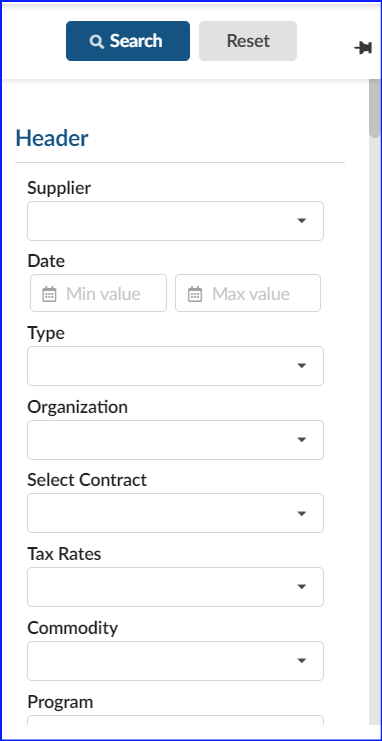 Search Reset
Header
Supplier
Date
Min value Max value
Type
Organization
Select Contract
Tax Rates
Commodity
Program